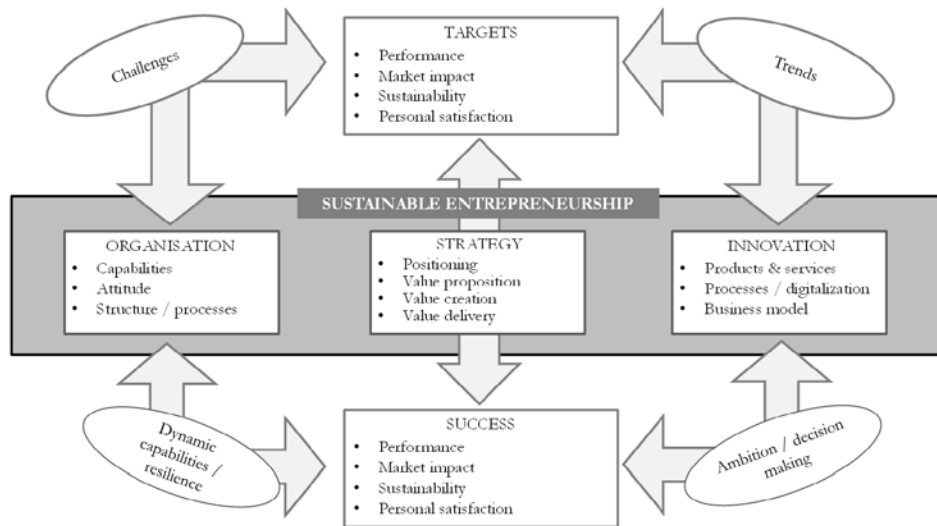 TARGETS
• Performance
• Market impact
• Sustainability
• Personal satisfaction
Challenges
Trends
SUSTAINABLE ENTREPRENEURSHIP
ORGANISATION
• Capabilities
• Attitude
• Structure / processes
STRATEGY
• Positioning
• Value proposition
• Value creation
• Value delivery
INNOVATION
• Products & services
• Processes / digitalization
• Business model
Dynamic
capabilities /
resilience
SUCCESS
• Performance
• Market impact
• Sustainability
• Personal satisfaction
Ambition / decision
making